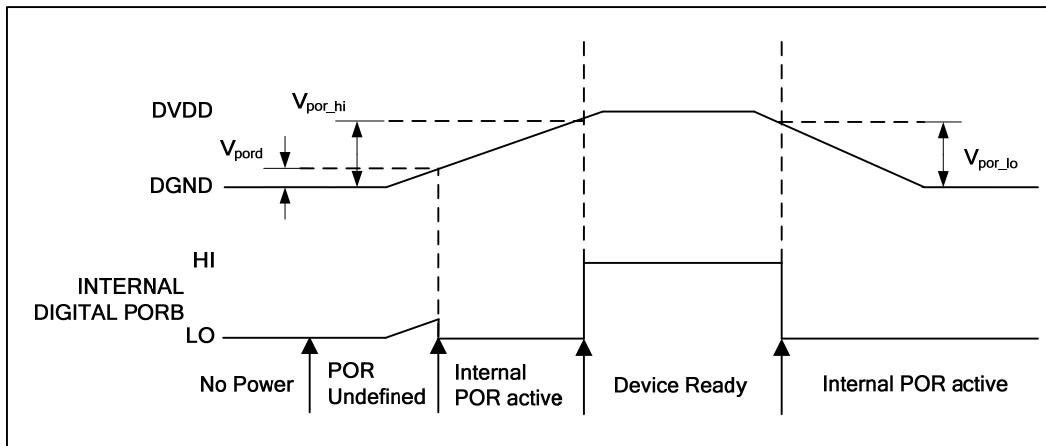 DVDD
V_por_hi
V_pord
DGND
V_por_lo
HI
INTERNAL
DIGITAL PORB
LO
No Power
POR
Undefined
Internal
POR active
Device Ready
Internal POR active